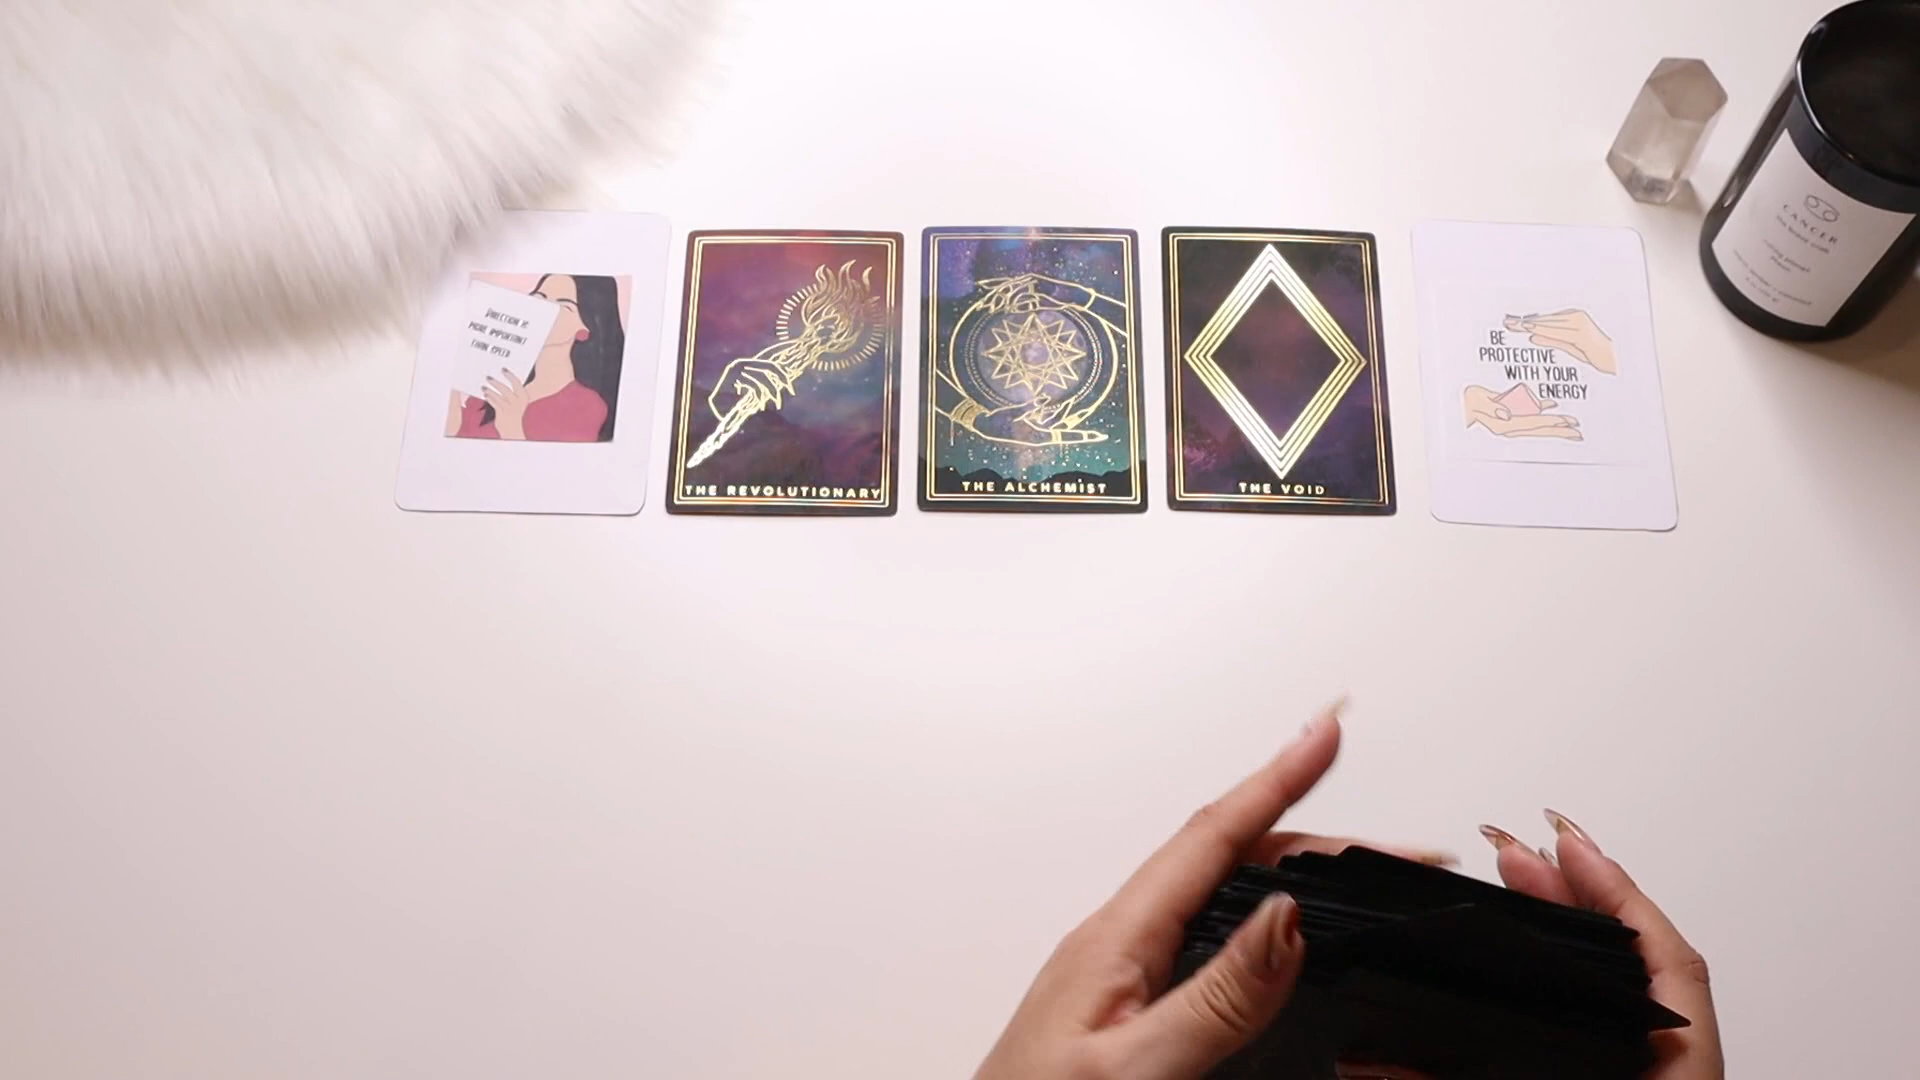 DIRECTION IS
MORE IMPORTANT
THAN SPEED
THE REVOLUTIONARY
THE ALCHEMIST
THE VOID
BE
PROTECTIVE
WITH YOUR
ENERGY
CANCER